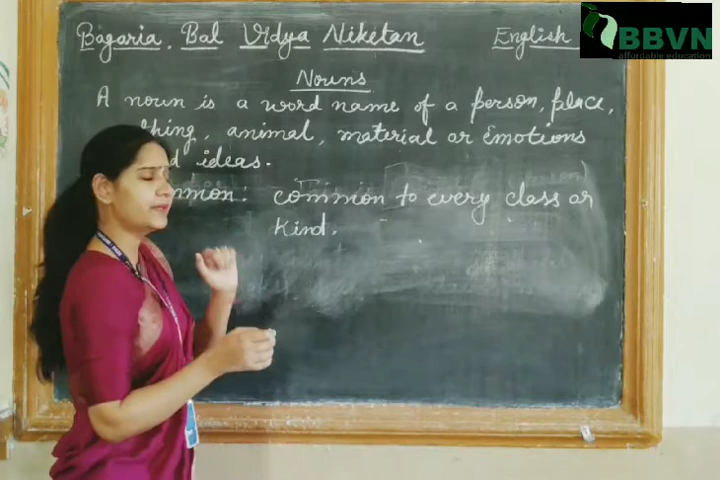 Bagaria Bal Vidya Niketan English
BBVN
affordable education
Nouns
A noun is a word name of a person, place,
thing, animal, material or emotions
ideas.
common to every class or
kind.